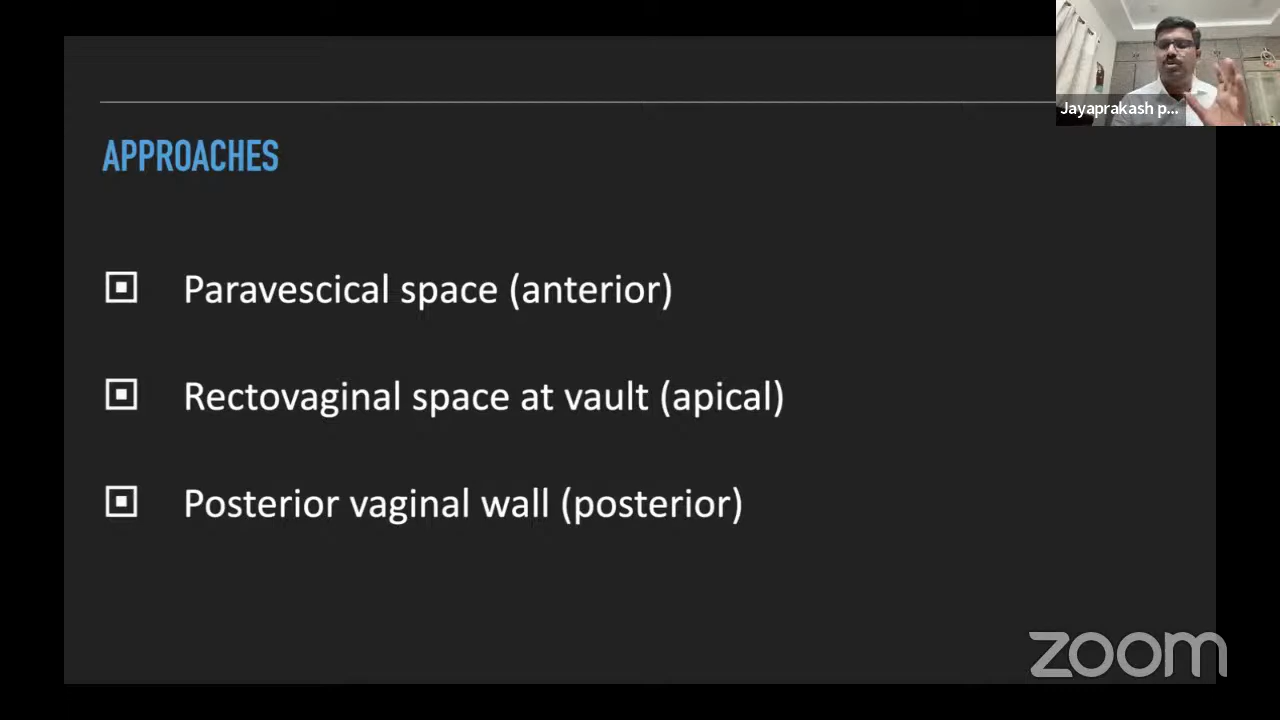 Jayaprakash p...
APPROACHES
Paravescical space (anterior)
Rectovaginal space at vault (apical)
Posterior vaginal wall (posterior)
zoom